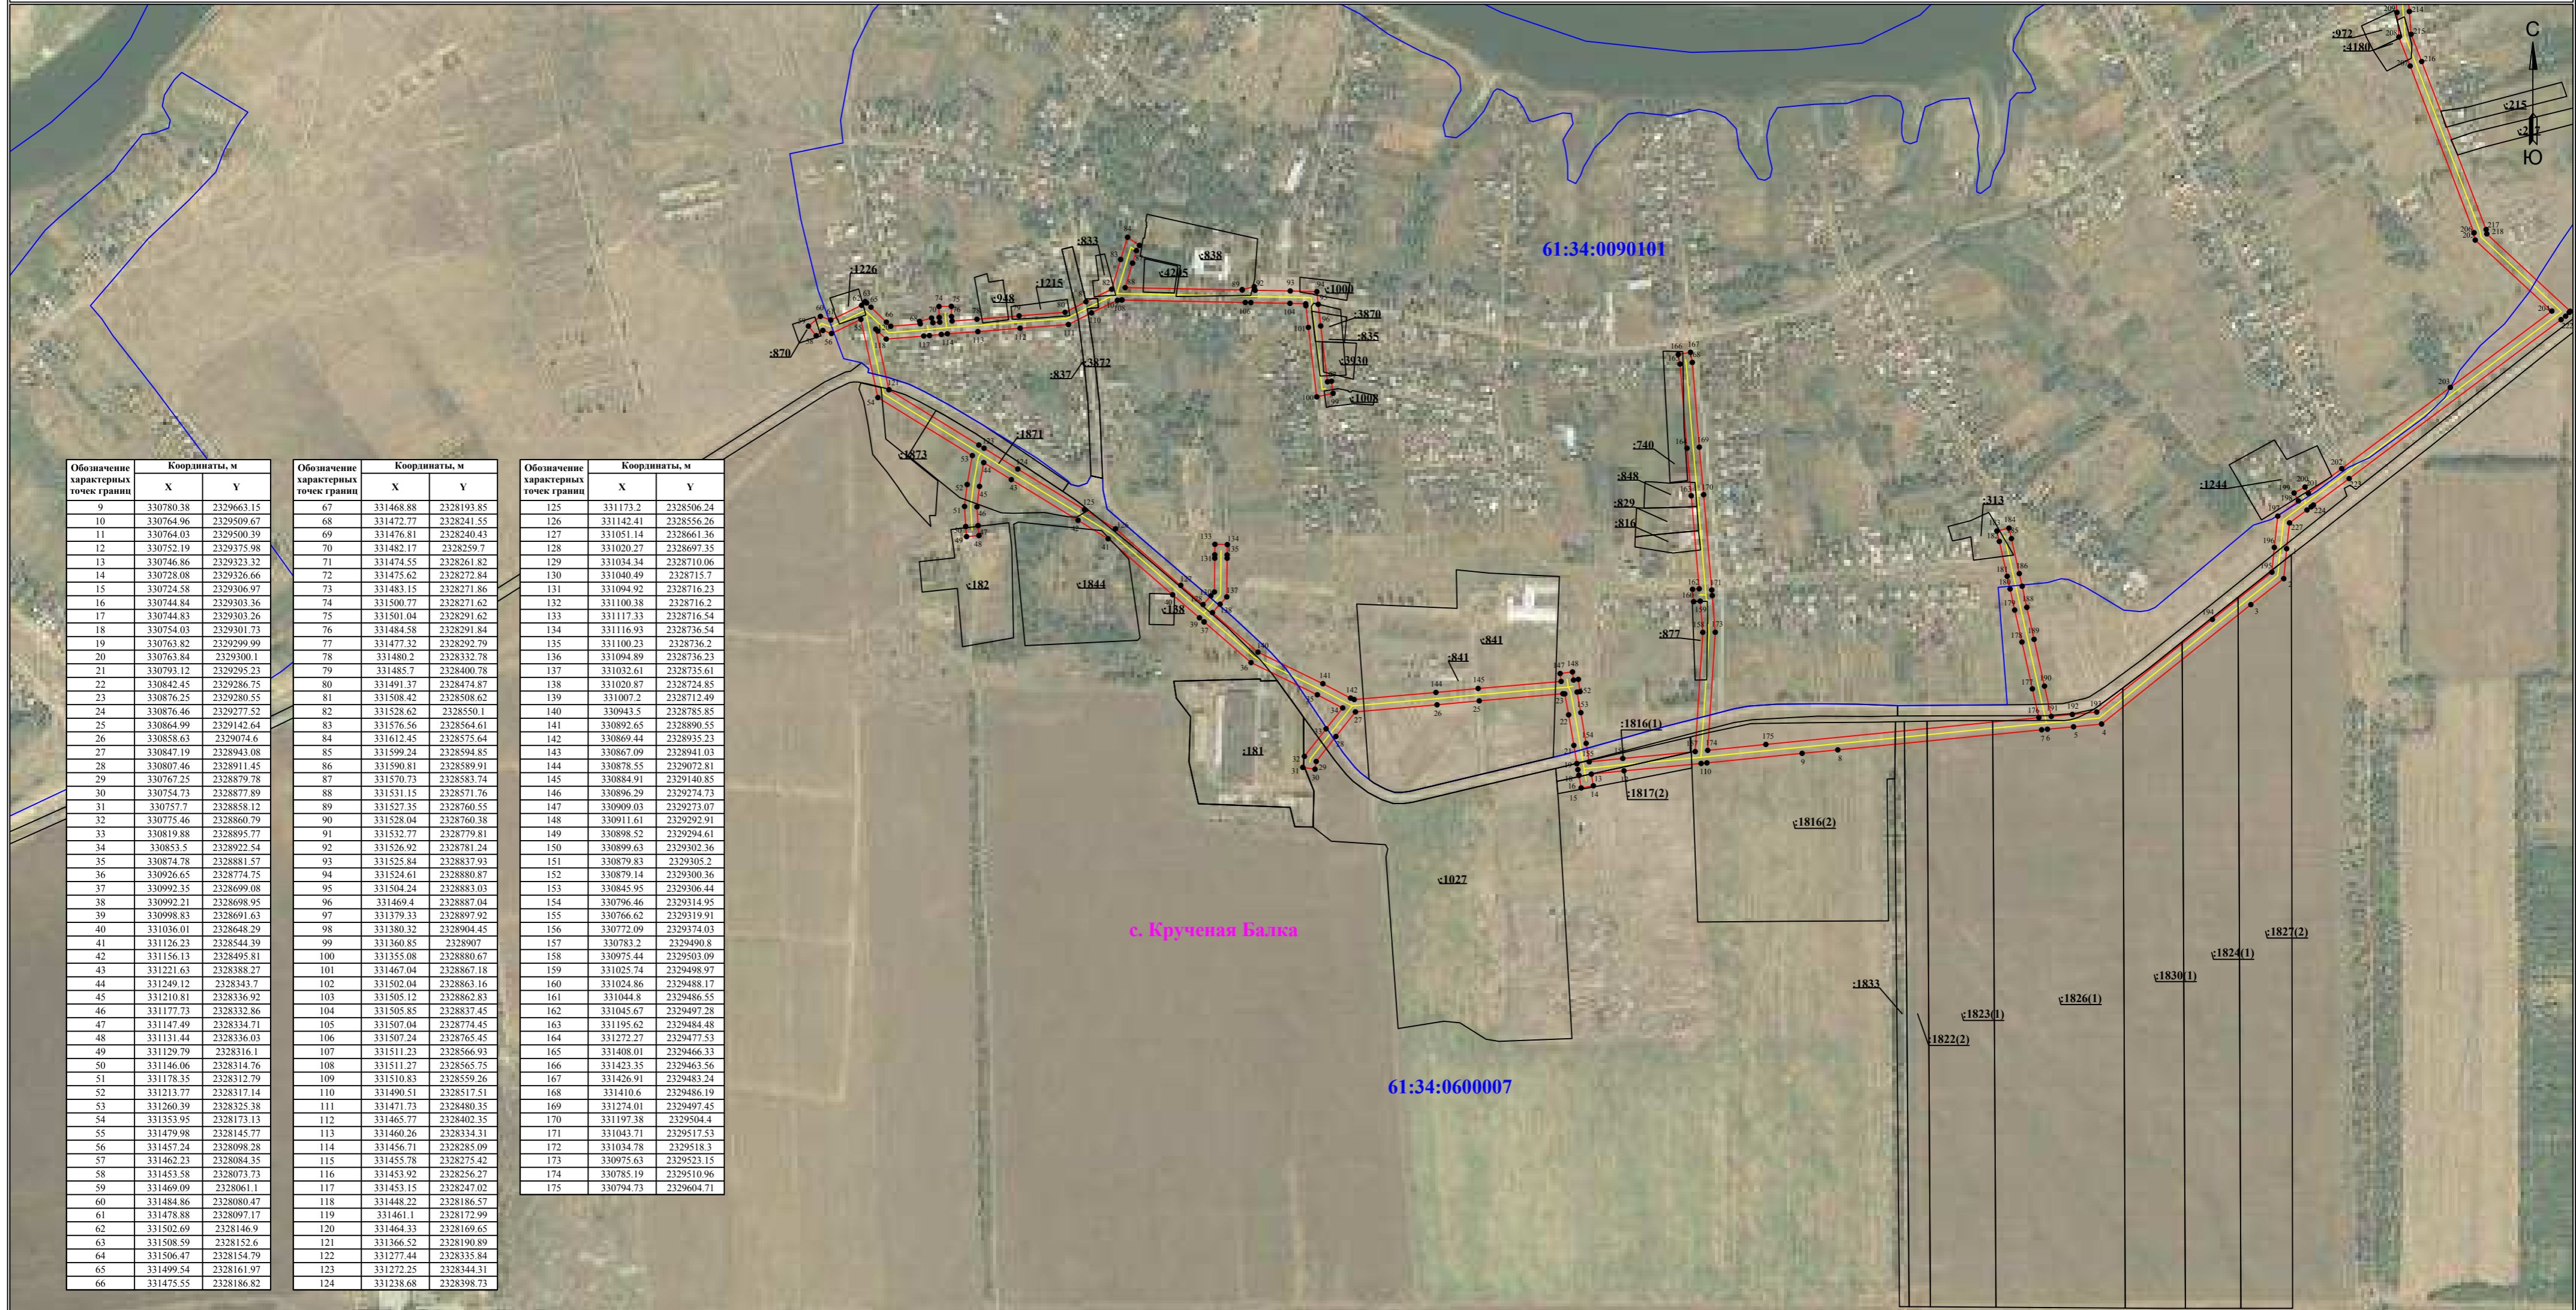 Обозначение характерных точек границ | Координаты, м
X | Y
9 330780.38 2329663.15
10 330764.96 2329509.67
11 330764.03 2329500.39
12 330752.19 2329375.98
13 330746.86 2329323.32
14 330728.08 2329326.66
15 330724.58 2329306.97
16 330744.84 2329303.36
17 330744.83 2329303.26
18 330754.03 2329301.73
19 330763.82 2329299.99
20 330763.84 2329300.1
21 330793.12 2329295.23
22 330842.45 2329286.75
23 330876.25 2329280.55
24 330876.46 2329277.52
25 330864.99 2329142.64
26 330858.63 2329074.6
27 330847.19 2328943.08
28 330807.46 2328911.45
29 330767.25 2328879.78
30 330754.73 2328877.89
31 330757.7 2328858.12
32 330775.46 2328860.79
33 330819.88 2328895.77
34 330853.5 2328922.54
35 330874.78 2328881.57
36 330926.65 2328774.75
37 330992.35 2328699.08
38 330992.21 2328698.95
39 330998.83 2328691.63
40 331036.01 2328648.29
41 331126.23 2328544.39
42 331156.13 2328495.81
43 331221.63 2328388.27
44 331249.12 2328343.7
45 331210.81 2328336.92
46 331177.73 2328332.86
47 331147.49 2328334.71
48 331131.44 2328336.03
49 331129.79 2328316.1
50 331146.06 2328314.76
51 331178.35 2328312.79
52 331213.77 2328317.14
53 331260.39 2328325.38
54 331353.95 2328173.13
55 331479.98 2328145.77
56 331457.24 2328098.28
57 331462.23 2328084.35
58 331453.58 2328073.73
59 331469.09 2328061.1
60 331484.86 2328080.47
61 331478.88 2328097.17
62 331502.69 2328146.9
63 331508.59 2328152.6
64 331506.47 2328154.79
65 331499.54 2328161.97
66 331475.55 2328186.82
Обозначение характерных точек границ | Координаты, м
X | Y
67 331468.88 2328193.85
68 331472.77 2328241.55
69 331476.81 2328240.43
70 331482.17 2328259.7
71 331474.55 2328261.82
72 331475.62 2328272.84
73 331483.15 2328271.86
74 331500.77 2328271.62
75 331501.04 2328291.62
76 331484.58 2328291.84
77 331477.32 2328292.79
78 331480.2 2328332.78
79 331485.7 2328400.78
80 331491.37 2328474.87
81 331508.42 2328508.62
82 331528.62 2328550.1
83 331576.56 2328564.61
84 331612.45 2328575.64
85 331599.24 2328594.85
86 331590.81 2328589.91
87 331570.73 2328583.74
88 331531.15 2328571.76
89 331527.35 2328760.55
90 331528.04 2328760.38
91 331532.77 2328779.81
92 331526.92 2328781.24
93 331525.84 2328837.93
94 331524.61 2328880.87
95 331504.24 2328883.03
96 331469.4 2328887.04
97 331379.33 2328897.92
98 331380.32 2328904.45
99 331360.85 2328907
100 331355.08 2328880.67
101 331467.04 2328867.18
102 331502.04 2328863.16
103 331505.12 2328862.83
104 331505.85 2328837.45
105 331507.04 2328774.45
106 331507.24 2328765.45
107 331511.23 2328566.93
108 331511.27 2328565.75
109 331510.83 2328559.26
110 331490.51 2328517.51
111 331471.73 2328480.35
112 331465.77 2328402.35
113 331460.26 2328334.31
114 331456.71 2328285.09
115 331455.78 2328275.42
116 331453.92 2328256.27
117 331453.15 2328247.02
118 331448.22 2328186.57
119 331461.1 2328172.99
120 331464.33 2328169.65
121 331366.52 2328190.89
122 331277.44 2328335.84
123 331272.25 2328344.31
124 331238.68 2328398.73
Обозначение характерных точек границ | Координаты, м
X | Y
125 331173.2 2328506.24
126 331142.41 2328556.26
127 331051.14 2328661.36
128 331020.27 2328697.35
129 331034.34 2328710.06
130 331040.49 2328715.7
131 331094.92 2328716.23
132 331100.38 2328716.2
133 331117.33 2328716.54
134 331116.93 2328736.54
135 331100.23 2328736.2
136 331094.89 2328736.23
137 331032.61 2328735.61
138 331020.87 2328724.85
139 331007.2 2328712.49
140 330943.5 2328785.85
141 330892.65 2328890.55
142 330869.44 2328935.23
143 330867.09 2328941.03
144 330878.55 2329072.81
145 330884.91 2329140.85
146 330896.29 2329274.73
147 330909.03 2329273.07
148 330911.61 2329292.91
149 330898.52 2329294.61
150 330899.63 2329302.36
151 330879.83 2329305.2
152 330879.14 2329300.36
153 330845.95 2329306.44
154 330796.46 2329314.95
155 330766.62 2329319.91
156 330772.09 2329374.03
157 330783.2 2329490.8
158 330975.44 2329503.09
159 331025.74 2329498.97
160 331024.86 2329488.17
161 331044.8 2329486.55
162 331045.67 2329497.28
163 331195.62 2329484.48
164 331272.27 2329477.53
165 331408.01 2329466.33
166 331423.35 2329463.56
167 331426.91 2329483.24
168 331410.6 2329486.19
169 331274.01 2329497.45
170 331197.38 2329504.4
171 331043.71 2329517.53
172 331034.78 2329518.3
173 330975.63 2329523.15
174 330785.19 2329510.96
175 330794.73 2329604.71
С
Ю
61:34:0090101
61:34:0600007
с. Крученая Балка
:972
:4180
:215
:833
:838
:4205
:1226
:1215
:948
:1000
:3870
:835
:3930
:1008
:870
:837
:3872
:1871
:1873
:740
:848
:829
:816
:877
:313
:1244
:182
:1844
:138
:841
:841
:181
:1816(1)
:1817(2)
:1816(2)
:1027
:1833
:1822(2)
:1823(1)
:1826(1)
:1830(1)
:1824(1)
:1827(2)